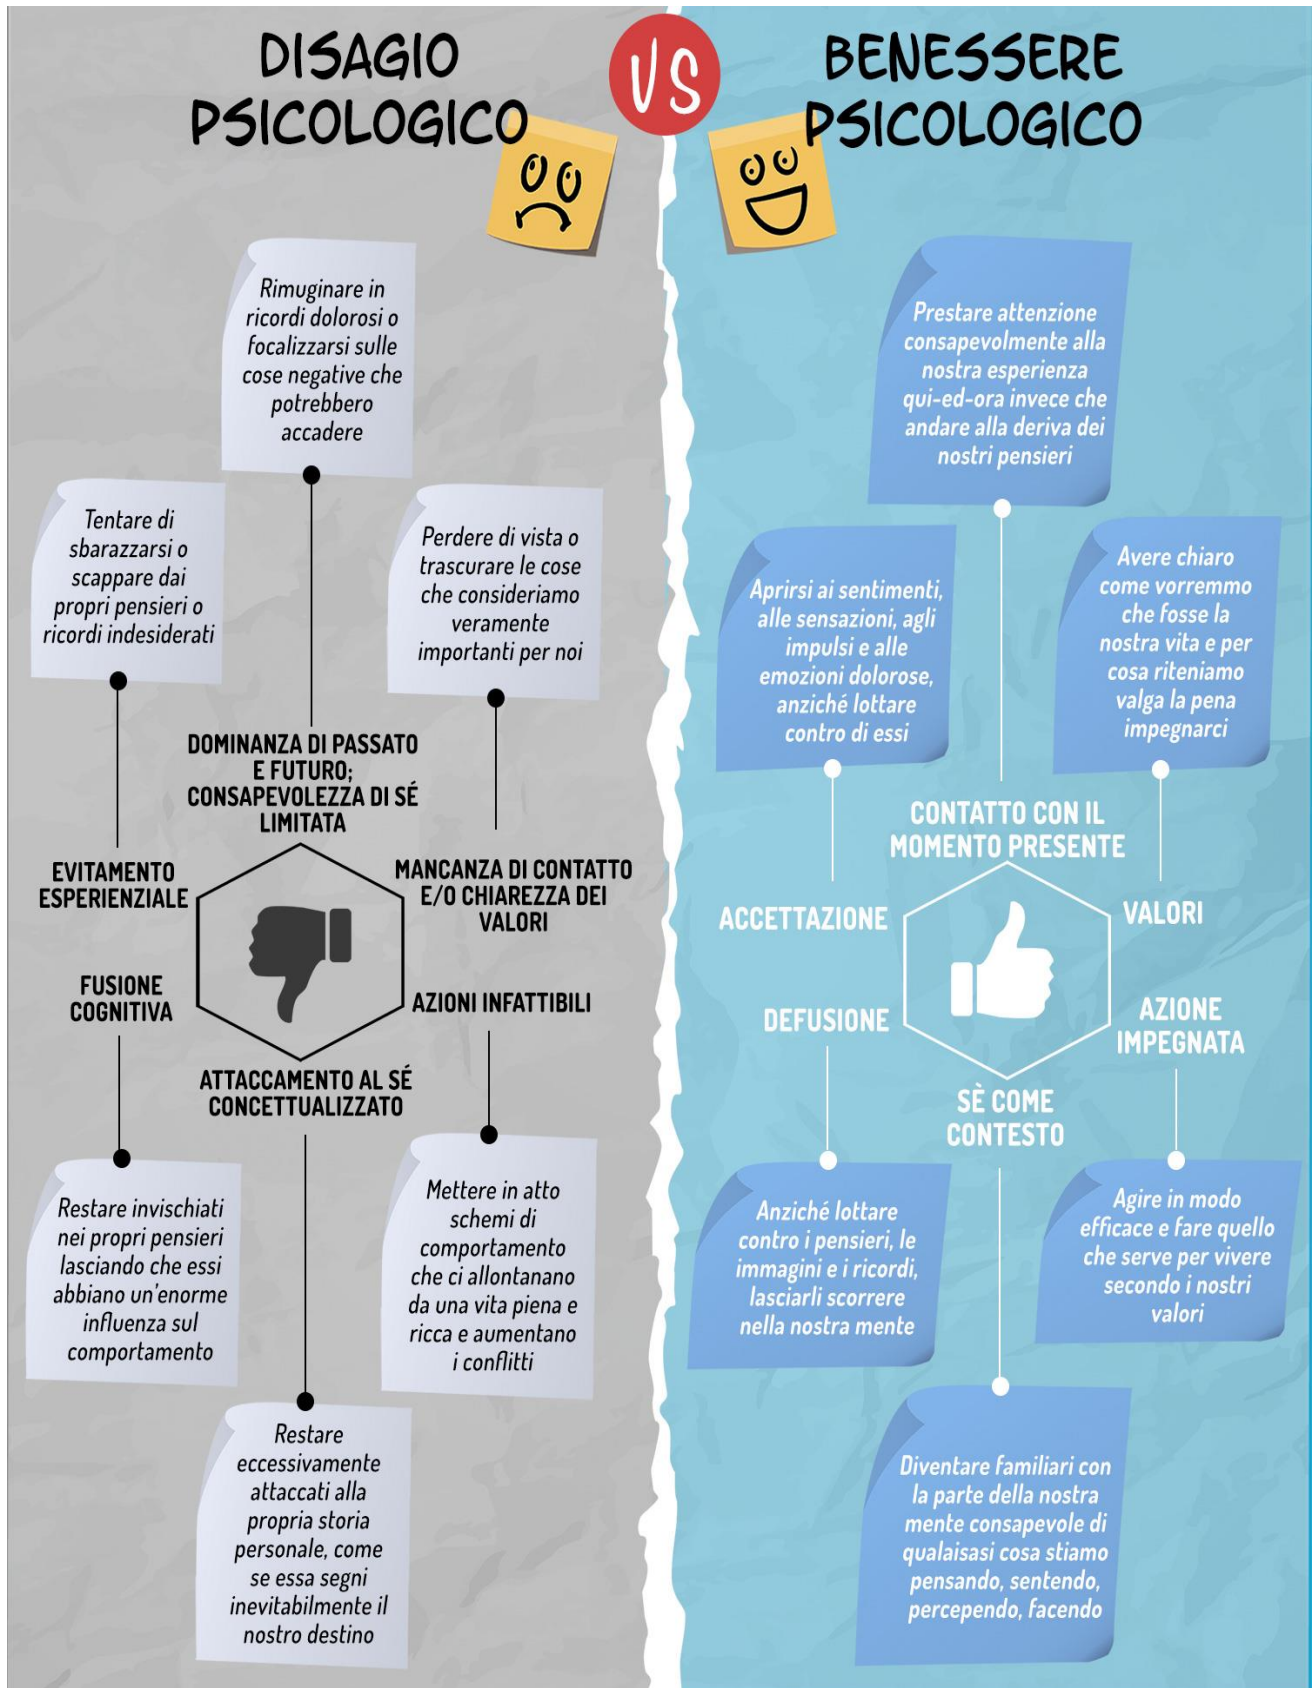 DISAGIO
PSICOLOGICO
VS
BENESSERE
PSICOLOGICO
Rimuginare in
ricordi dolorosi o
focalizzarsi sulle
cose negative che
potrebbero
accadere
Tentare di
sbarazzarsi o
scappare dai
propri pensieri o
ricordi indesiderati
Perdere di vista o
trascurare le cose
che consideriamo
veramente
importanti per noi
DOMINANZA DI PASSATO
E FUTURO;
CONSAPEVOLEZZA DI SÉ
LIMITATA
EVITAMENTO
ESPERIENZIALE
MANCANZA DI CONTATTO
E/O CHIAREZZA DEI
VALORI
FUSIONE
COGNITIVA
AZIONI INFATTIBILI
ATTACCAMENTO AL SÉ
CONCETTUALIZZATO
Restare invischiati
nei propri pensieri
lasciando che essi
abbiano un'enorme
influenza sul
comportamento
Mettere in atto
schemi di
comportamento
che ci allontanano
da una vita piena e
ricca e aumentano
i conflitti
Restare
eccessivamente
attaccati alla
propria storia
personale, come
se essa segni
inevitabilmente il
nostro destino
Prestare attenzione
consapevolmente alla
nostra esperienza
qui-ed-ora invece che
andare alla deriva dei
nostri pensieri
Aprirsi ai sentimenti,
alle sensazioni, agli
impulsi e alle
emozioni dolorose,
anziché lottare
contro di essi
Avere chiaro
come vorremmo
che fosse la
nostra vita e per
cosa riteniamo
valga la pena
impegnarci
CONTATTO CON IL
MOMENTO PRESENTE
ACCETTAZIONE
VALORI
DEFUSIONE
AZIONE
IMPEGNATA
SÈ COME
CONTESTO
Anziché lottare
contro i pensieri, le
immagini e i ricordi,
lasciarli scorrere
nella nostra mente
Agire in modo
efficace e fare quello
che serve per vivere
secondo i nostri
valori
Diventare familiari con
la parte della nostra
mente consapevole di
qualaisasi cosa stiamo
pensando, sentendo,
percependo, facendo